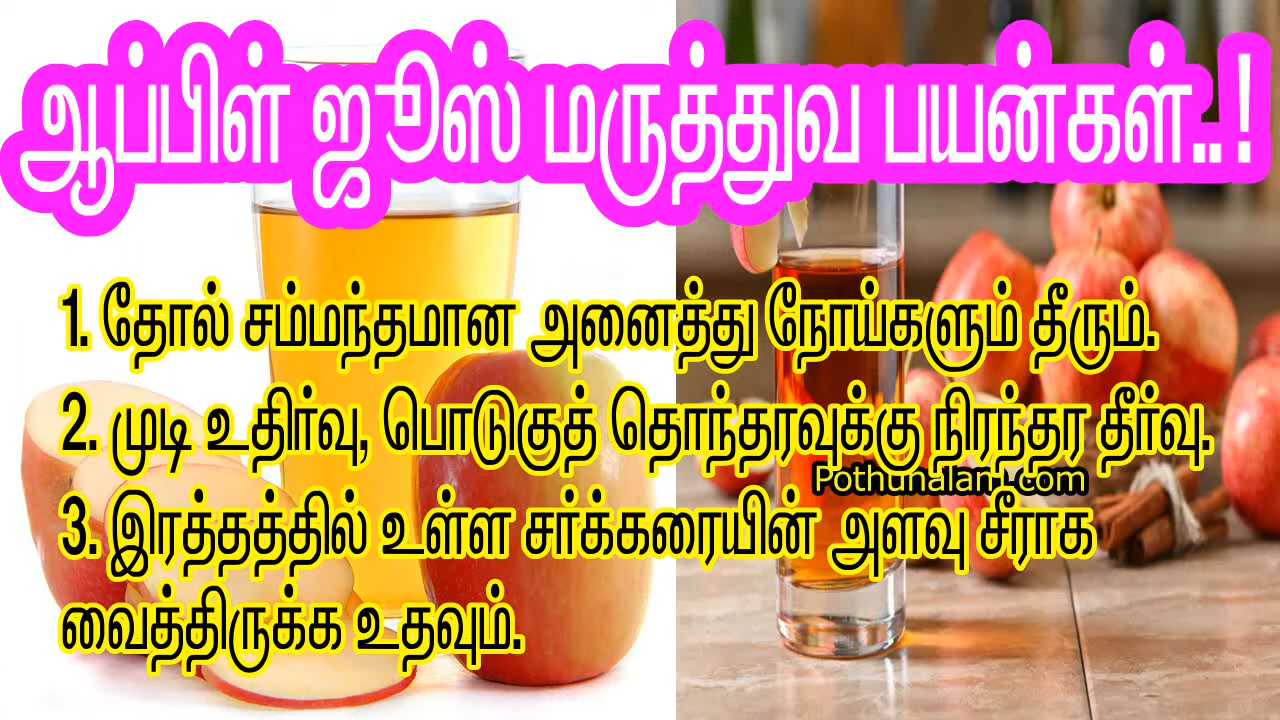 ஆப்பிள் ஜூஸ் மருத்துவ பயன்கள்..!
1. தோல் சம்மந்தமான அனைத்து நோய்களும் தீரும்.
2. முடி உதிர்வு, பொடுகுத் தொந்தரவுக்கு நிரந்தர தீர்வு.
Pothunalam.com
3. இரத்தத்தில் உள்ள சர்க்கரையின் அளவு சீராக
வைத்திருக்க உதவும்.